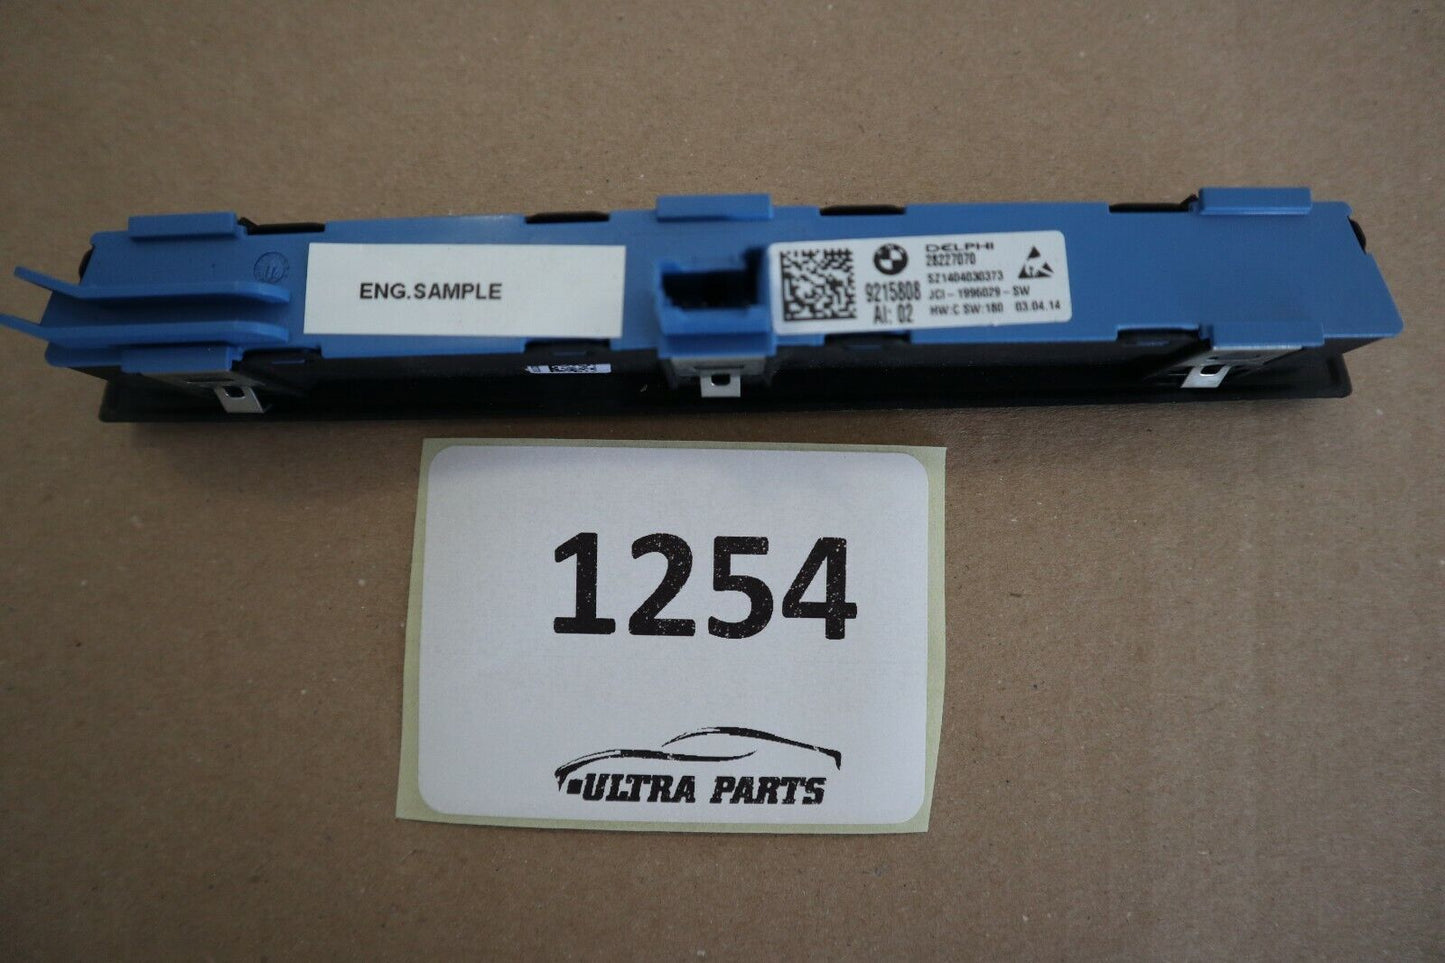 ENG.SAMPLE
DELPHI
28227070
SZ1404030373
9215808
JCI-1996029-SW
AI: 02
HW:C SW:180 03.04.14
1254
ULTRA PARTS